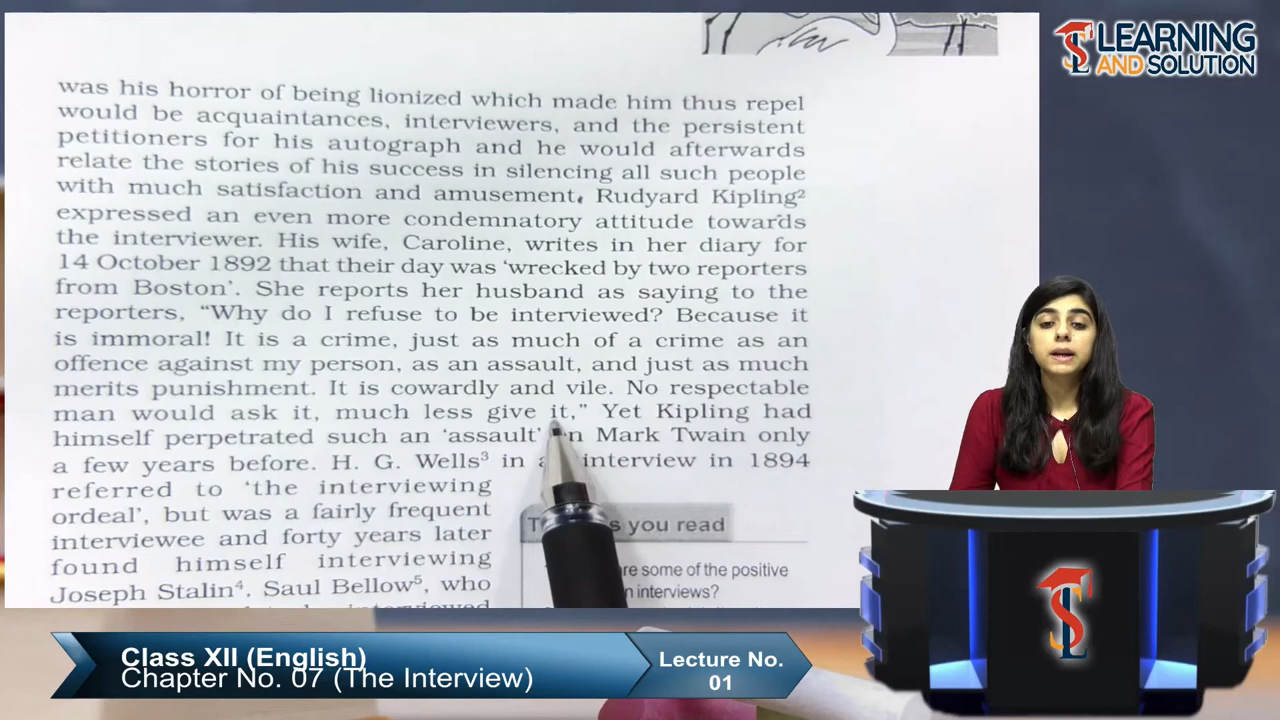 LEARNING
AND SOLUTION
was his horror of being lionized which made him thus repel
would be acquaintances, interviewers, and the persistent
petitioners for his autograph and he would afterwards
relate the stories of his success in silencing all such people
with much satisfaction and amusement. Rudyard Kipling²
expressed an even more condemnatory attitude towards
the interviewer. His wife, Caroline, writes in her diary for
14 October 1892 that their day was ‘wrecked by two reporters
from Boston’. She reports her husband as saying to the
reporters, “Why do I refuse to be interviewed? Because it
is immoral! It is a crime, just as much of a crime as an
offence against my person, as an assault, and just as much
merits punishment. It is cowardly and vile. No respectable
man would ask it, much less give it,” Yet Kipling had
himself perpetrated such an ‘assault’ Mark Twain only
a few years before. H. G. Wells³ in interview in 1894
referred to ‘the interviewing
ordeal’, but was a fairly frequent
interviewee and forty years later
found himself interviewing
Joseph Stalin⁴. Saul Bellow⁵, who
you read
some of the positive
interviews?
Class XII (English)
Chapter No. 07 (The Interview)
Lecture No.
01